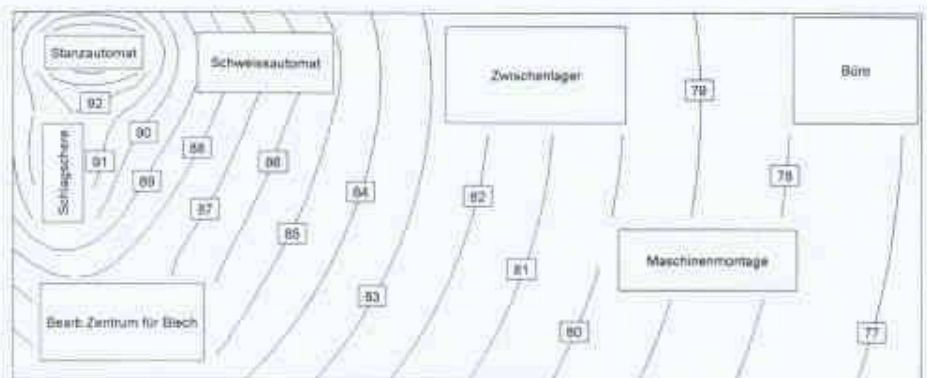 Stanzautomat
Schweissautomat
Zwischenlager
Büro
79
92
90
Schlagschere
91
88
86
89
87
84
82
78
85
81
83
Maschinenmontage
Bearb.Zentrum für Blech
80
77